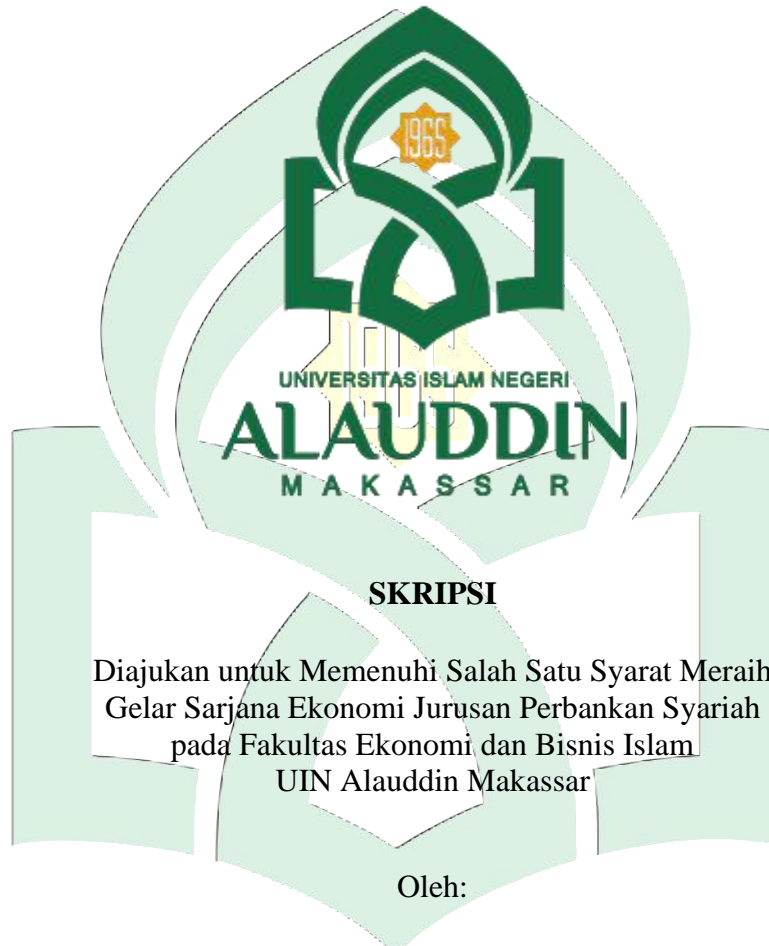 1965
UNIVERSITAS ISLAM NEGERI
ALAUDDIN
MAKASSAR
SKRIPSI
Diajukan untuk Memenuhi Salah Satu Syarat Meraih
Gelar Sarjana Ekonomi Jurusan Perbankan Syariah
pada Fakultas Ekonomi dan Bisnis Islam
UIN Alauddin Makassar
Oleh: